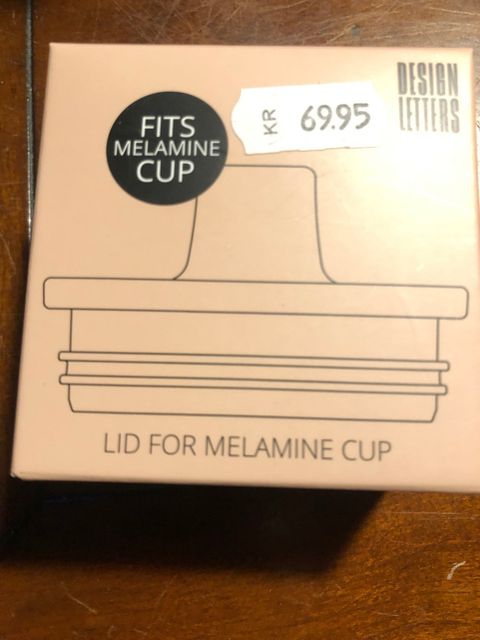 DESIGN
LETTERS
KR 69.95
FITS
MELAMINE
CUP
LID FOR MELAMINE CUP